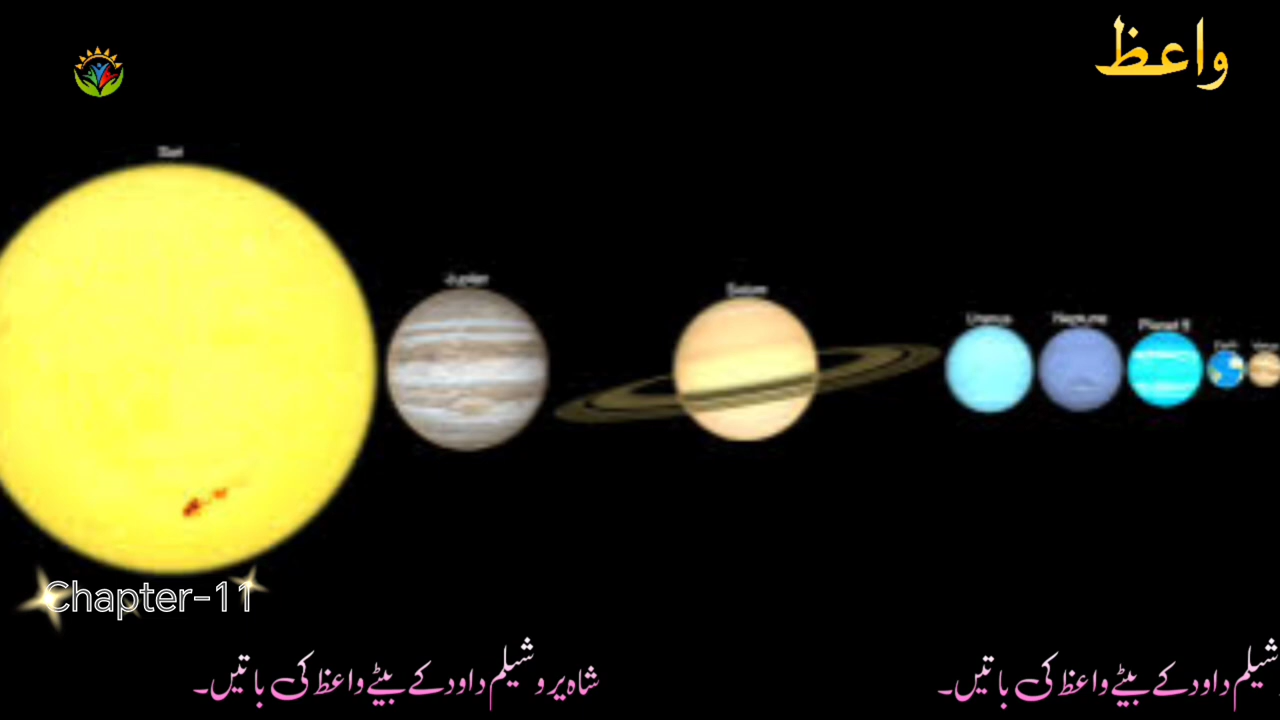 واعظ
Sun
Jupiter
Saturn
Uranus
Neptune
Planet 9
Earth
Venus
Chapter-11
شاہ یروشیلم داود کے بیٹے واعظ کی باتیں۔
شیلم داود کے بیٹے واعظ کی باتیں۔